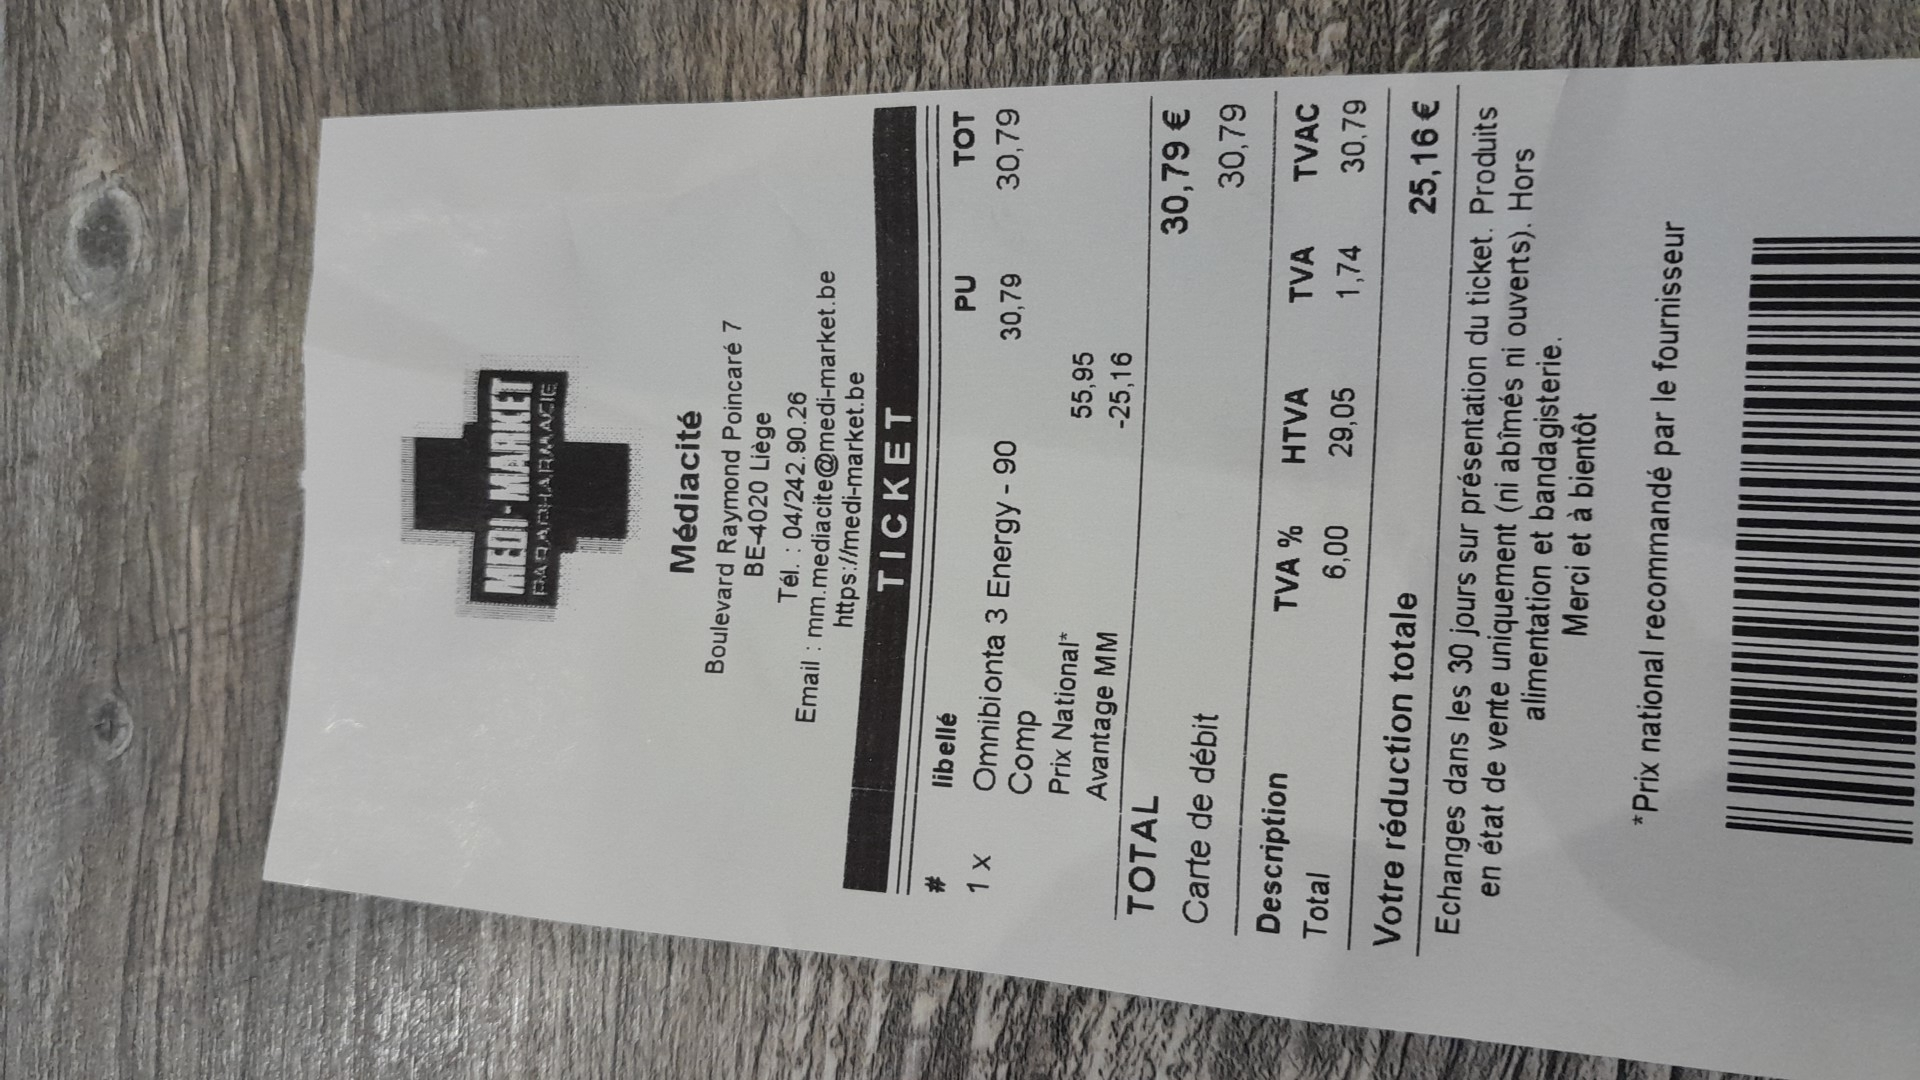 MEDI-MARKET
PARAPHARMACIE
Médiacité
Boulevard Raymond Poincaré 7
BE-4020 Liège
Tél. : 04/242.90.26
Email : mm.mediacite@medi-market.be
https://medi-market.be
TICKET
# libellé PU TOT
1 x Omnibionta 3 Energy - 90 30,79 30,79
Comp
Prix National* 55,95
Avantage MM -25,16
TOTAL 30,79 €
Carte de débit 30,79
Description TVA % HTVA TVA TVAC
Total 6,00 29,05 1,74 30,79
Votre réduction totale 25,16 €
Echanges dans les 30 jours sur présentation du ticket. Produits
en état de vente uniquement (ni abîmés ni ouverts). Hors
alimentation et bandagisterie.
Merci et à bientôt
*Prix national recommandé par le fournisseur